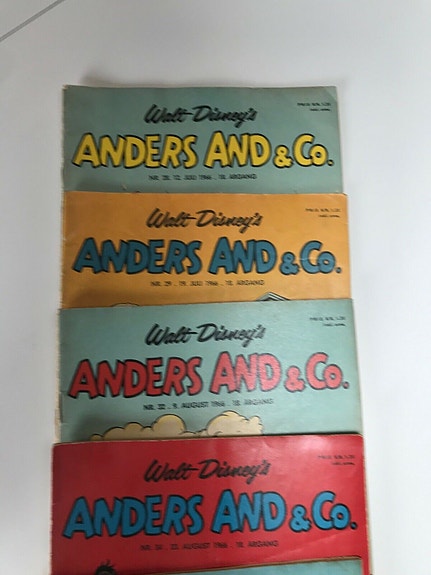 Walt Disney's
ANDERS AND & Co.
NR. 28. 12. JULI 1966 . 18. ÅRGANG
Walt Disney's
ANDERS AND & Co.
NR. 29 . 19. JULI 1966 . 18. ÅRGANG
Walt Disney's
ANDERS AND & Co.
NR. 32 . 9. AUGUST 1966 . 18. ÅRGANG
Walt Disney's
ANDERS AND & Co.
NR. 34 . 23. AUGUST 1966 . 18. ÅRGANG